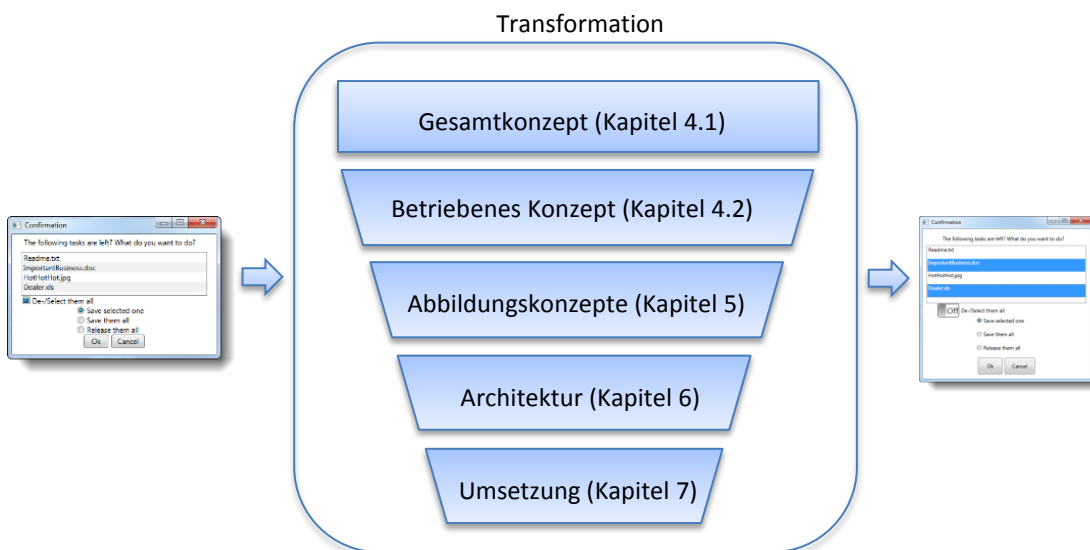 Transformation
Gesamtkonzept (Kapitel 4.1)
Betriebenes Konzept (Kapitel 4.2)
Abbildungskonzepte (Kapitel 5)
Architektur (Kapitel 6)
Umsetzung (Kapitel 7)
Confirmation
The following tasks are left? What do you want to do?
Readme.txt
ImportantBusiness.doc
HotHotHot.jpg
Dealer.xls
De-/Select them all
Save selected one
Save them all
Release them all
Ok Cancel
Confirmation
The following tasks are left? What do you want to do?
Readme.txt
ImportantBusiness.doc
HotHotHot.jpg
Dealer.xls
Off De-/Select them all
Save selected one
Save them all
Release them all
Ok Cancel